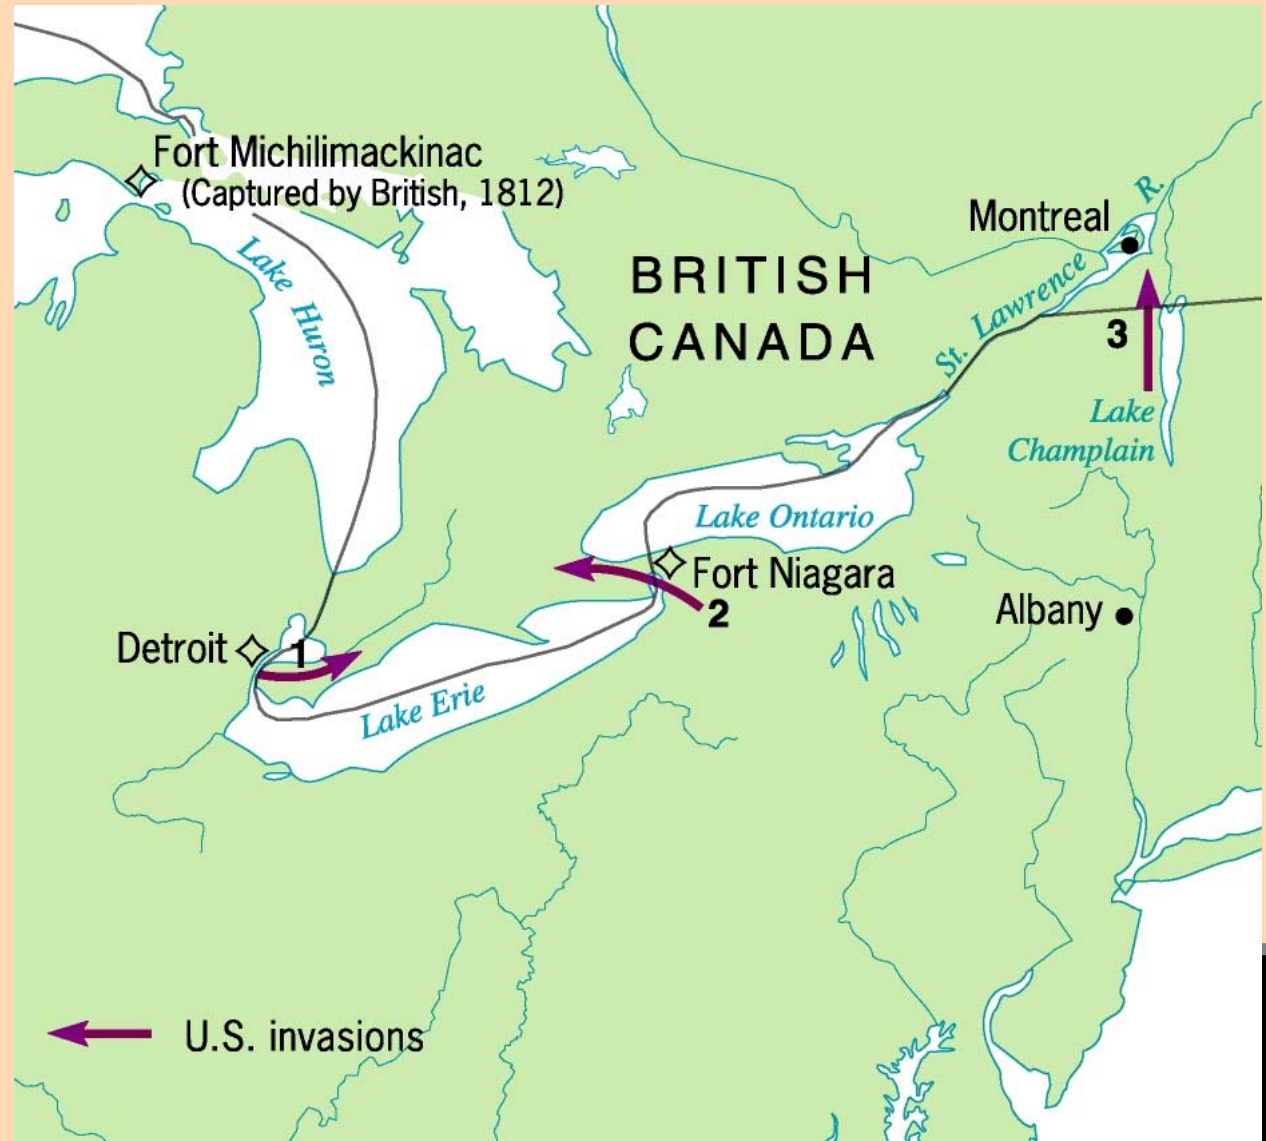 Fort Michilimackinac
(Captured by British, 1812)
Lake Huron
BRITISH
CANADA
Montreal
St. Lawrence R.
3
Lake
Champlain
Lake Ontario
Fort Niagara
2
Albany
Detroit
1
Lake Erie
U.S. invasions